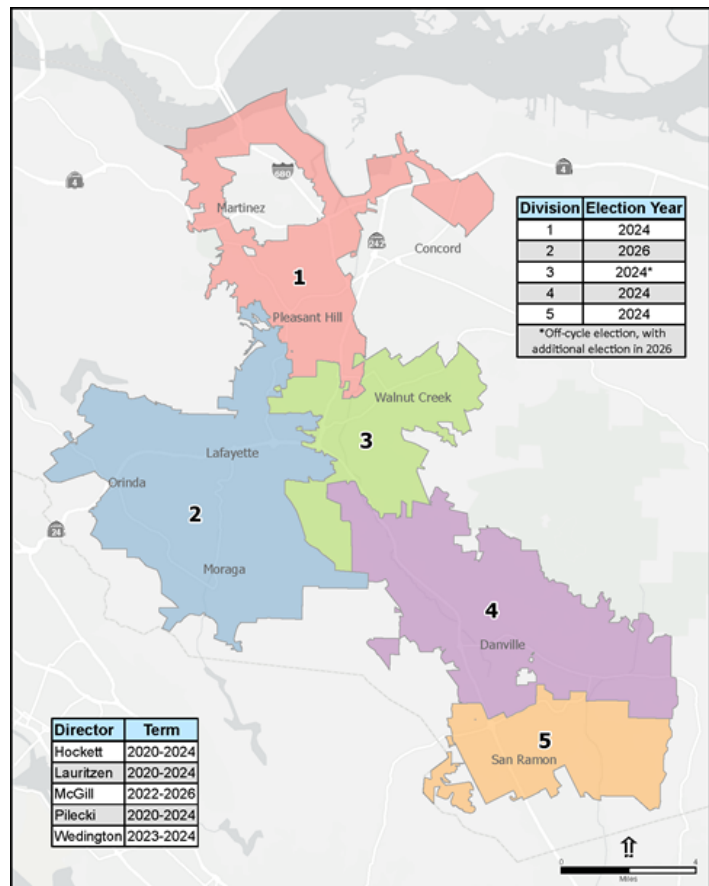 680
4
4
Martinez
242
Concord
Division Election Year
1 2024
2 2026
3 2024*
4 2024
5 2024
*Off-cycle election, with
additional election in 2026
1
Pleasant Hill
Walnut Creek
3
Lafayette
Orinda
2
24
Moraga
4
Danville
5
San Ramon
Director Term
Hockett 2020-2024
Lauritzen 2020-2024
McGill 2022-2026
Pilecki 2020-2024
Wedington 2023-2024
0 4
Miles